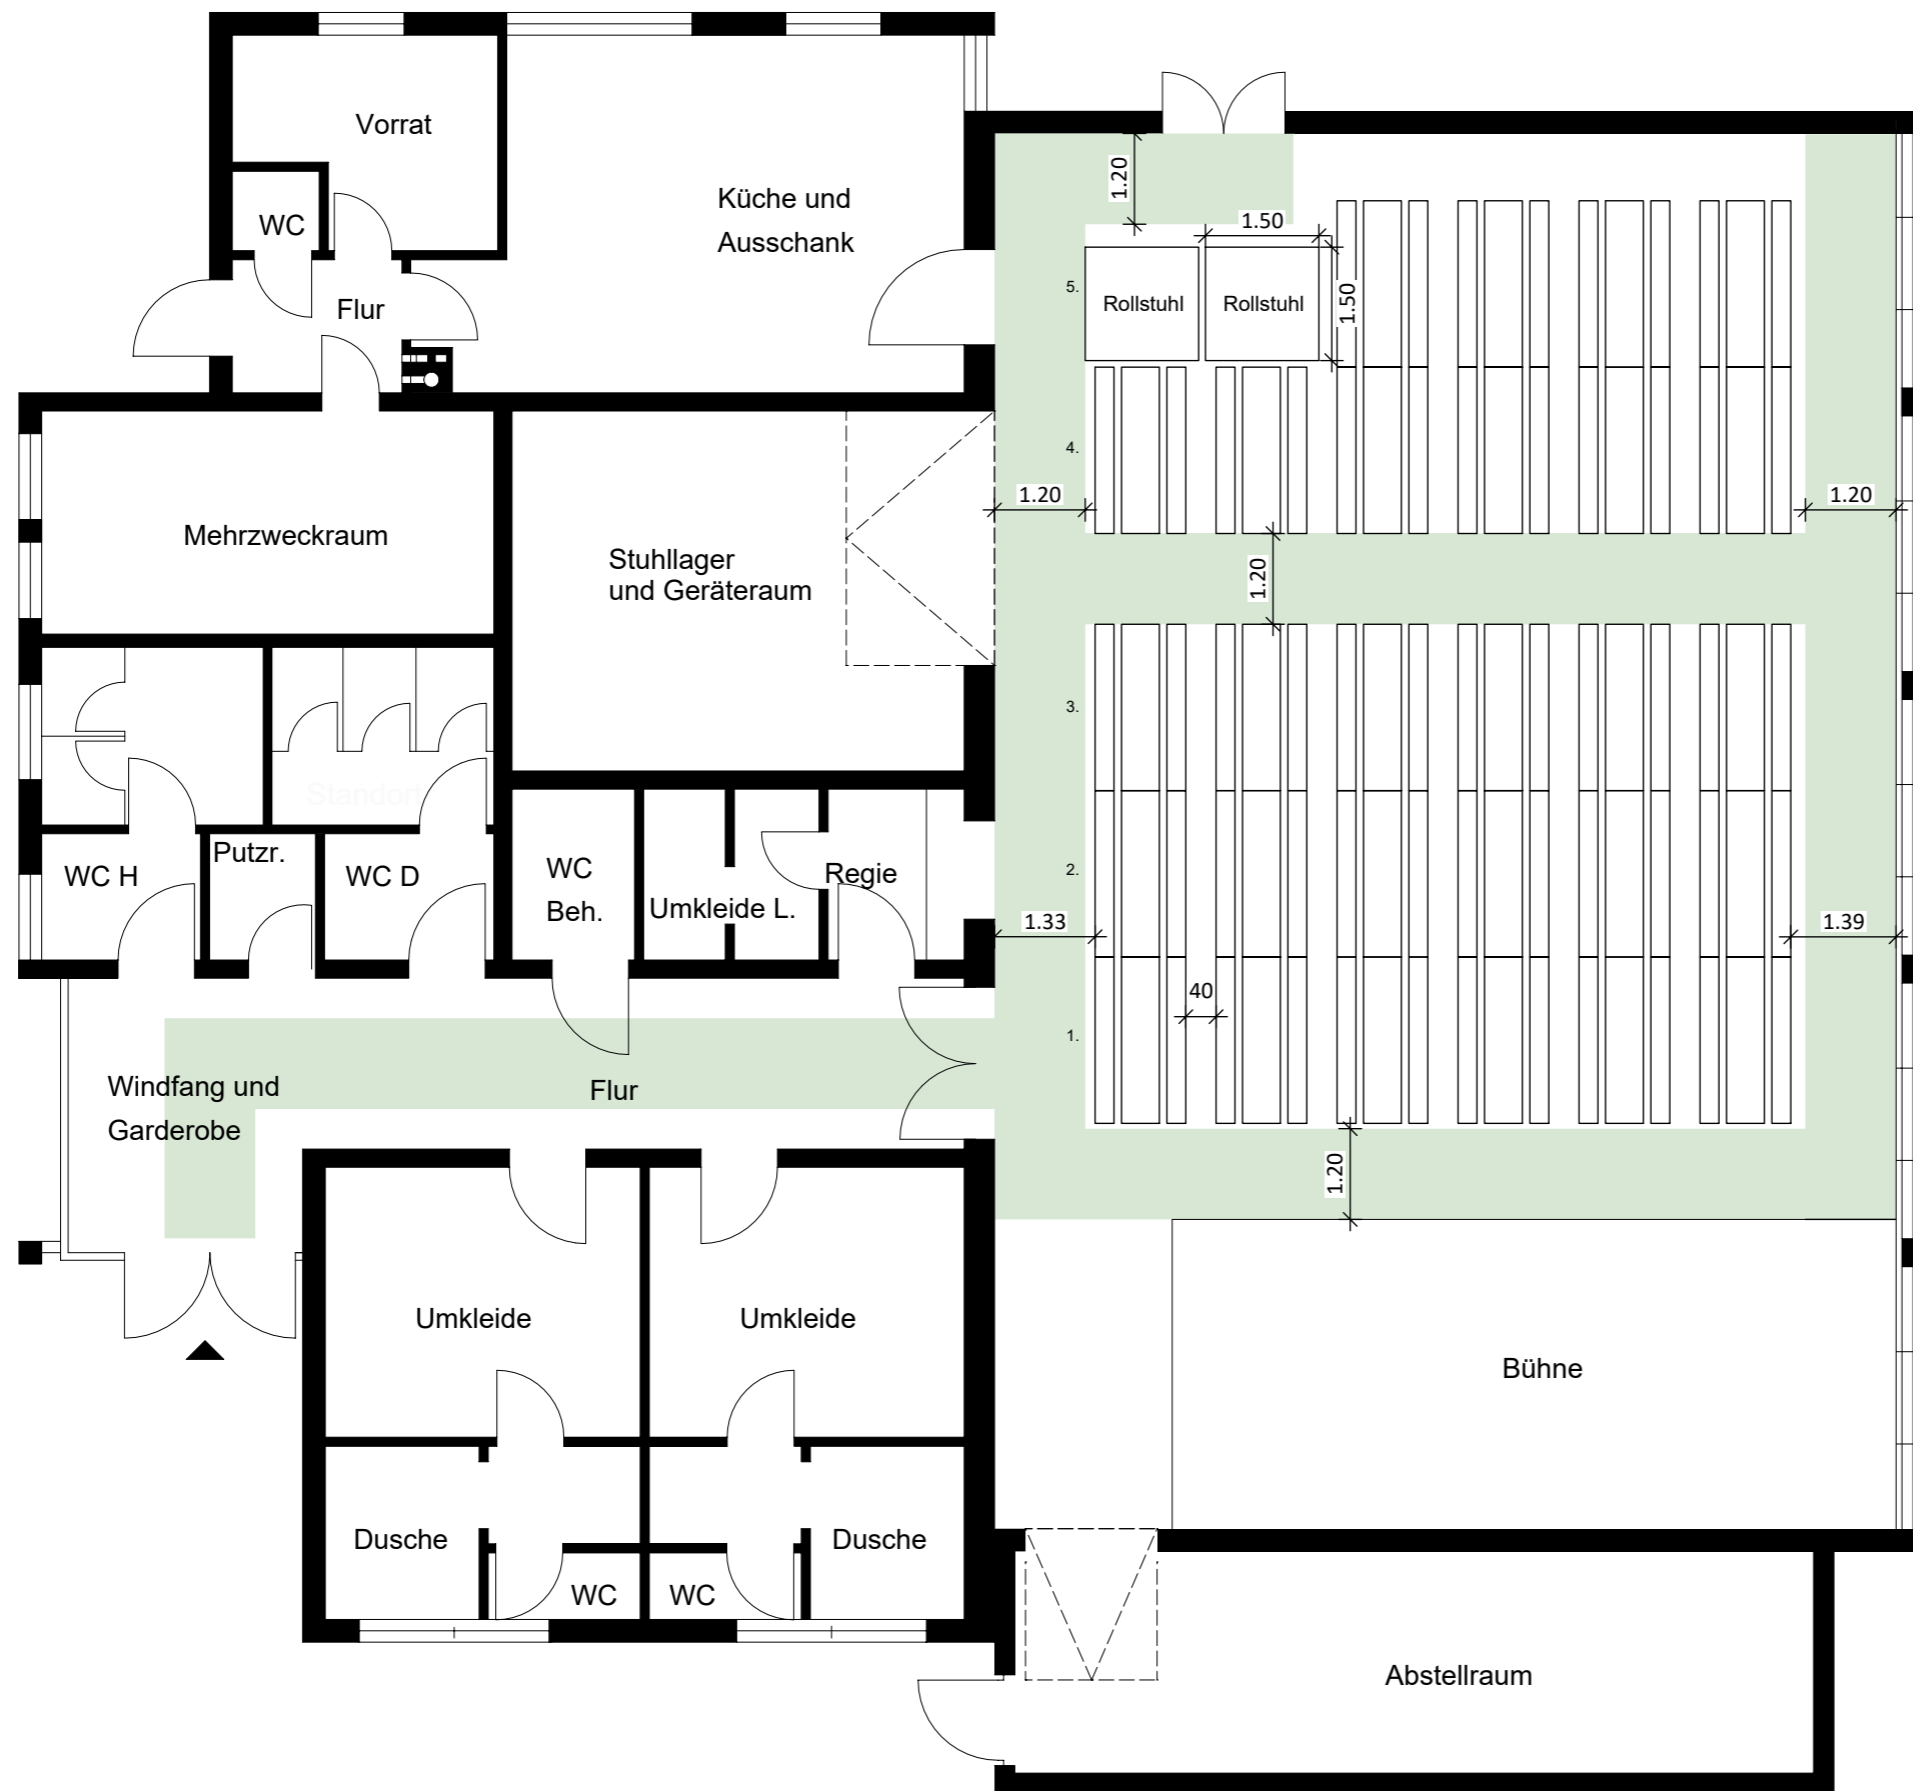 Vorrat
WC
Küche und
Ausschank
Flur
1.20
1.50
1.50
5.
Rollstuhl
Rollstuhl
4.
1.20
1.20
Mehrzweckraum
Stuhllager
und Geräteraum
1.20
3.
Standort
WC H
Putzr.
WC D
WC
Beh.
Umkleide L.
Regie
2.
1.33
1.39
40
1.
Windfang und
Garderobe
Flur
1.20
Umkleide
Umkleide
Bühne
Dusche
Dusche
WC
WC
Abstellraum